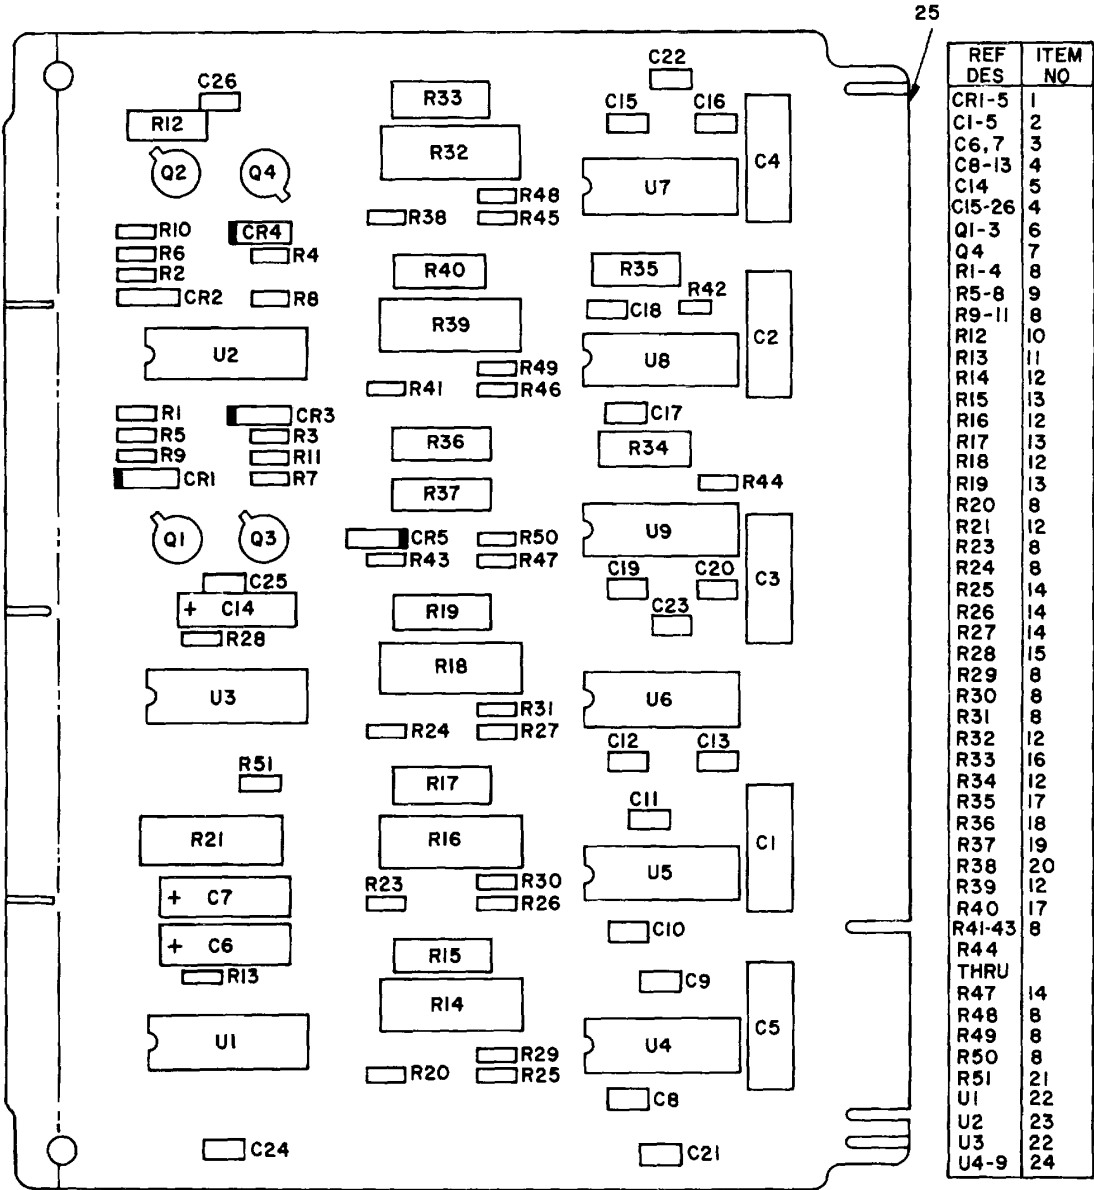 25
C26
R12
Q2
Q4
R10
R6
R2
CR2
CR4
R4
R8
U2
R1
R5
R9
CR1
CR3
R3
R11
R7
Q1
Q3
C25
+ C14
R28
U3
R51
R21
+ C7
+ C6
R13
U1
C24
R33
R32
R48
R38
R45
R40
R39
R49
R41
R46
R36
R37
CR5
R50
R43
R47
R19
R18
R31
R24
R27
R17
R16
R30
R23
R26
R15
R14
R29
R20
R25
C22
C15
C16
U7
C4
R35
R42
C18
U8
C2
C17
R34
R44
U9
C19
C20
C3
C23
U6
C12
C13
C11
U5
C1
C10
C9
U4
C5
C8
C21
REF DES ITEM NO
CR1-5 1
C1-5 2
C6,7 3
C8-13 4
C14 5
C15-26 4
Q1-3 6
Q4 7
R1-4 8
R5-8 9
R9-11 8
R12 10
R13 11
R14 12
R15 13
R16 12
R17 13
R18 12
R19 13
R20 8
R21 12
R23 8
R24 8
R25 14
R26 14
R27 14
R28 15
R29 8
R30 8
R31 8
R32 12
R33 16
R34 12
R35 17
R36 18
R37 19
R38 20
R39 12
R40 17
R41-43 8
R44
THRU
R47 14
R48 8
R49 8
R50 8
R51 21
U1 22
U2 23
U3 22
U4-9 24